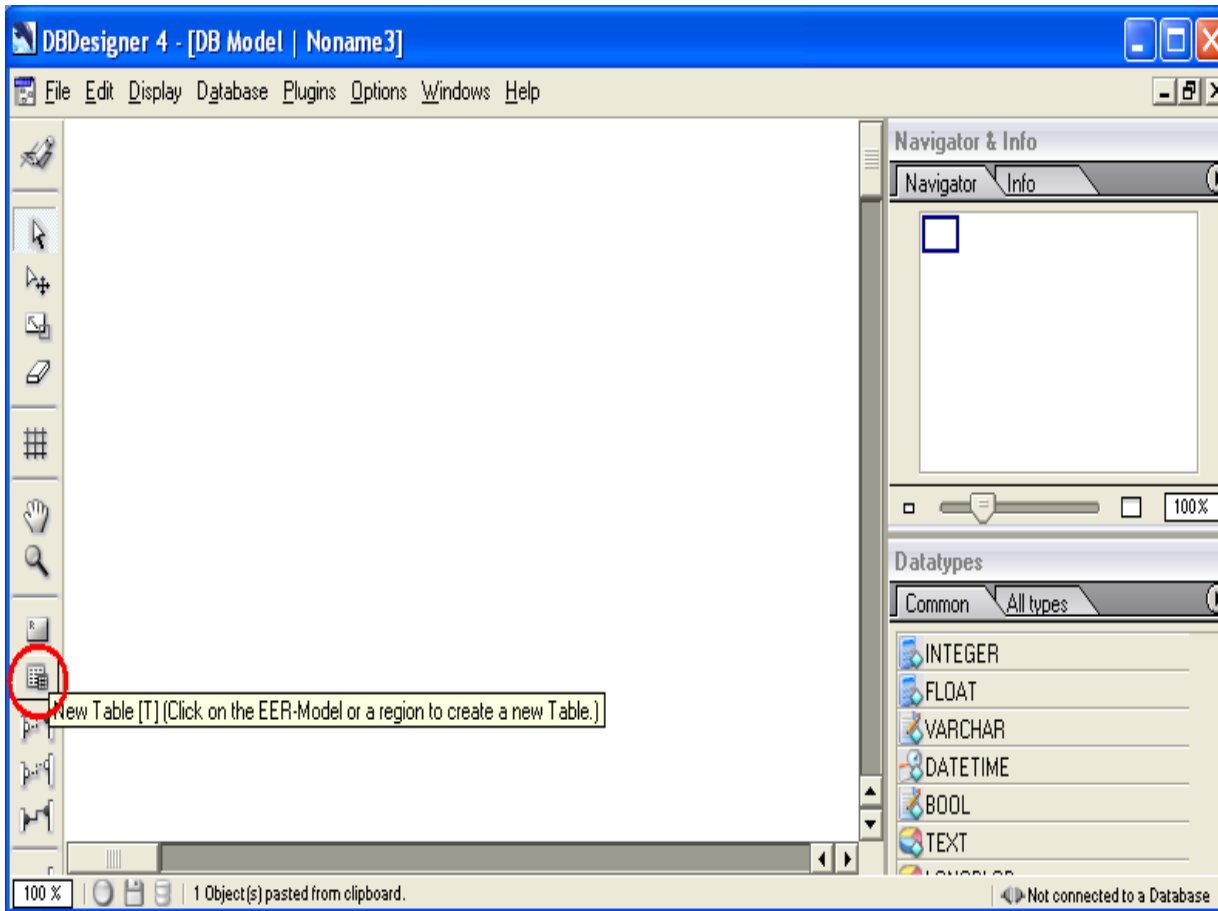 DBDesigner 4 - [DB Model | Noname3]
File Edit Display Database Plugins Options Windows Help
Navigator & Info
Navigator Info
100%
Datatypes
Common All types
R
INTEGER
FLOAT
New Table [T] (Click on the EER-Model or a region to create a new Table.)
VARCHAR
DATETIME
BOOL
TEXT
100 %
1 Object(s) pasted from clipboard.
Not connected to a Database